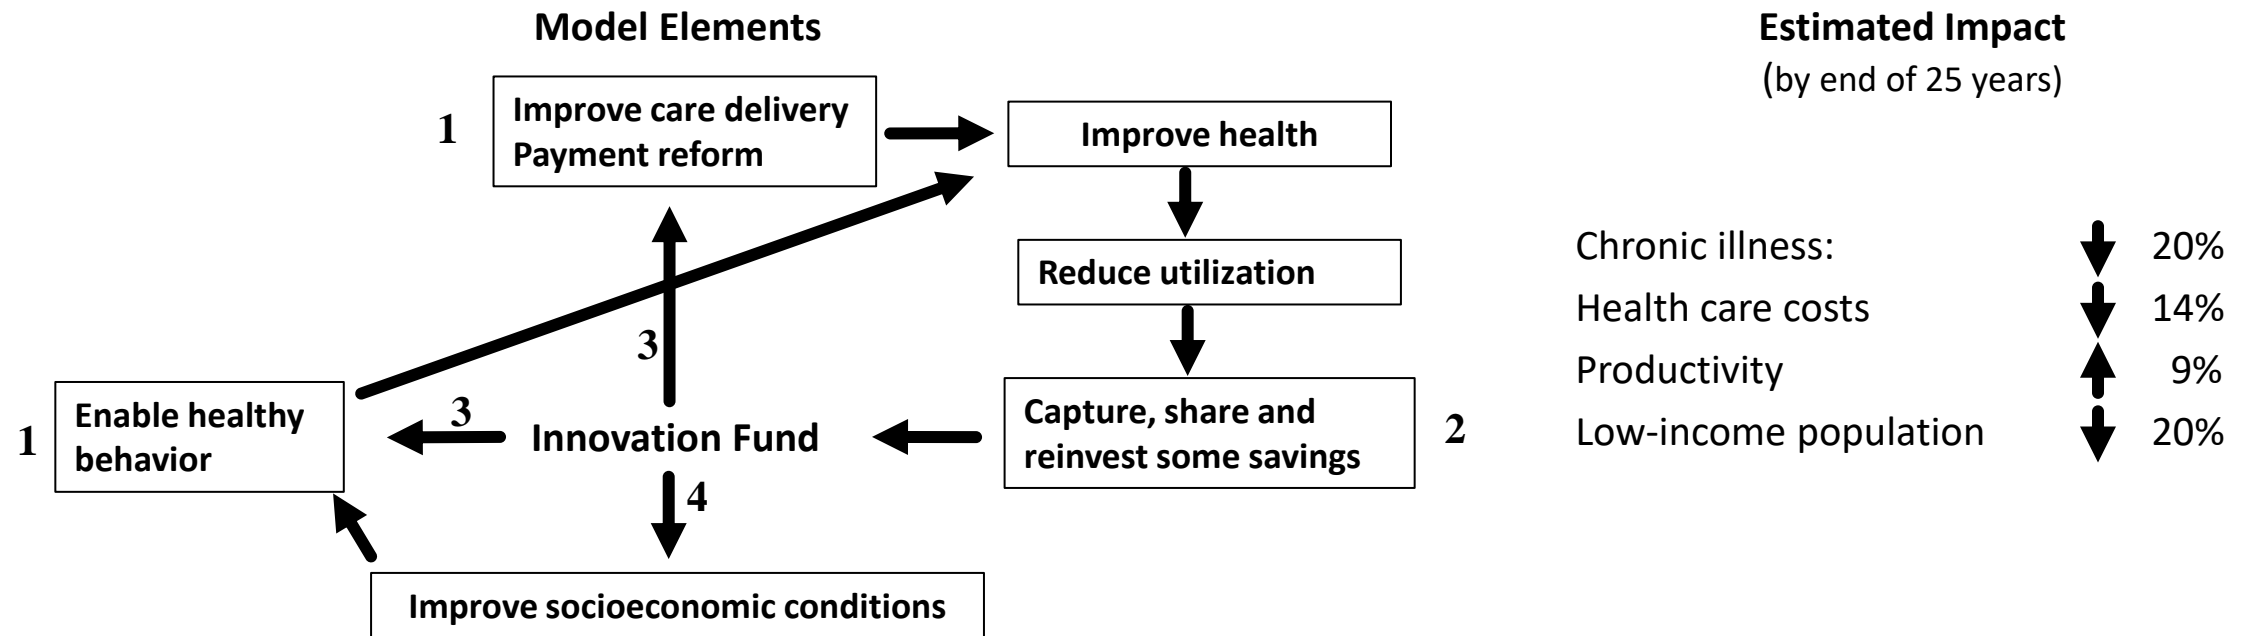 Model Elements
Estimated Impact
(by end of 25 years)
1
Improve care delivery
Payment reform
Improve health
Reduce utilization
3
1
Enable healthy
behavior
3
Innovation Fund
Capture, share and
reinvest some savings
2
4
Improve socioeconomic conditions
Chronic illness: 20%
Health care costs 14%
Productivity 9%
Low-income population 20%